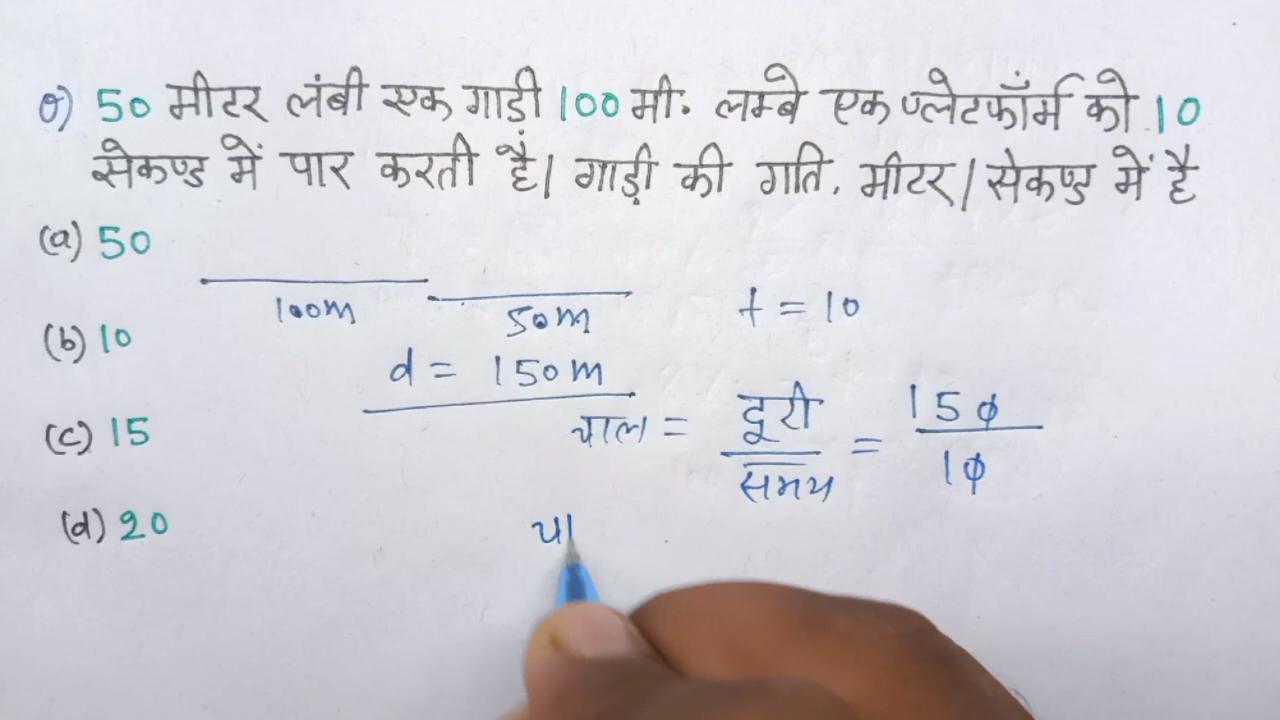 Q) 50 मीटर लंबी एक गाडी 100 मी. लम्बे एक प्लेटफॉर्म को 10
सेकण्ड में पार करती हैं। गाड़ी की गति. मीटर/सेकण्ड में है
(a) 50
100m
50m
t = 10
(b) 10
d = 150m
चाल = दूरी / समय = 150 / 10
(c) 15
(d) 20
चा